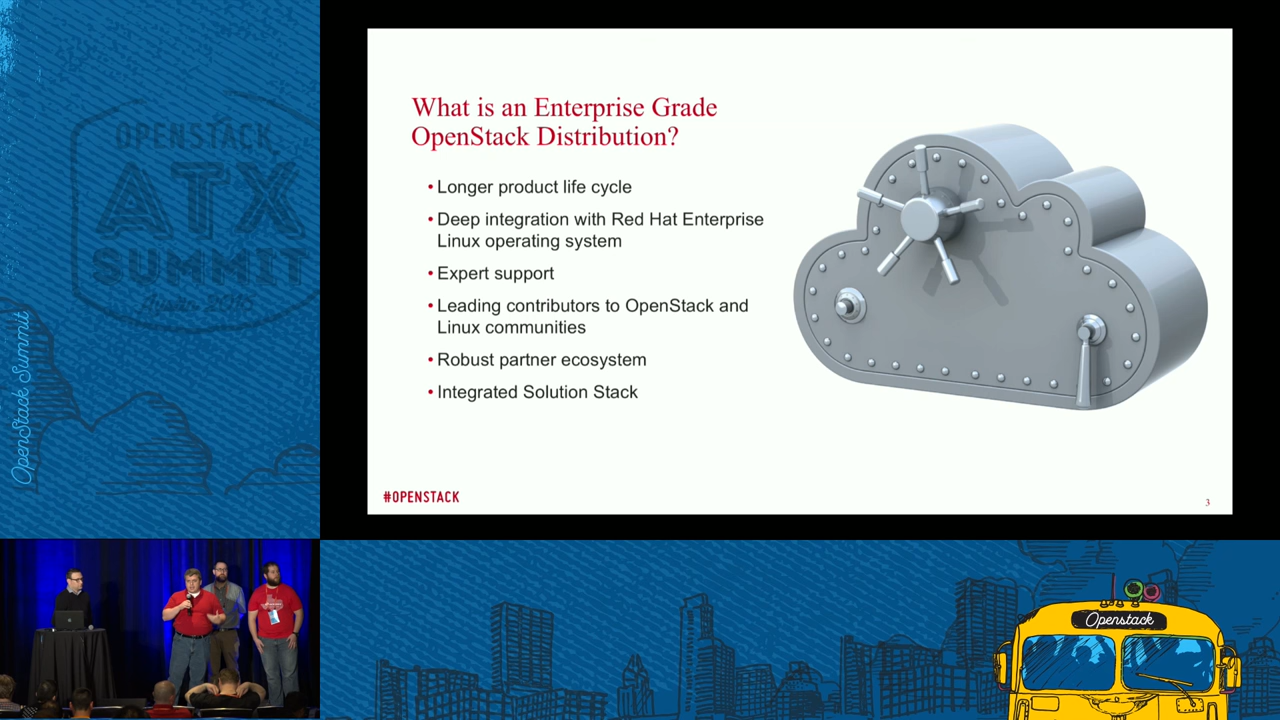 OPENSTACK
ATX
SUMMIT
Austin 2016
OpenStack Summit
What is an Enterprise Grade
OpenStack Distribution?
• Longer product life cycle
• Deep integration with Red Hat Enterprise
Linux operating system
• Expert support
• Leading contributors to OpenStack and
Linux communities
• Robust partner ecosystem
• Integrated Solution Stack
#OPENSTACK
3
Openstack